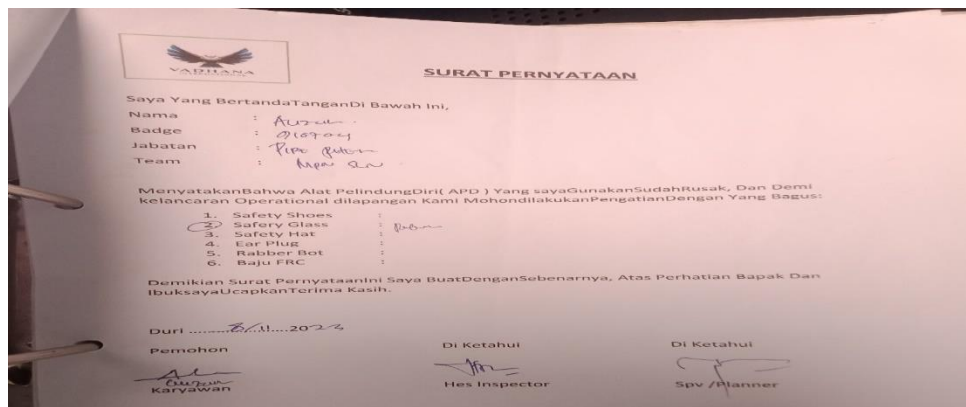 VADHANA
SURAT PERNYATAAN
Saya Yang BertandaTanganDi Bawah Ini,
Nama :
Badge :
Jabatan : Pipe
Team :
MenyatakanBahwa Alat PelindungDiri( APD ) Yang sayaGunakanSudahRusak, Dan Demi
kelancaran Operational dilapangan Kami MohondilakukanPengatianDengan Yang Bagus:
1. Safety Shoes :
2. Safery Glass :
3. Safety Hat :
4. Ear Plug :
5. Rabber Bot :
6. Baju FRC :
Demikian Surat PernyataanIni Saya BuatDenganSebenarnya, Atas Perhatian Bapak Dan
IbuksayaUcapkanTerima Kasih.
Duri ......... /11....2023
Pemohon Di Ketahui Di Ketahui
Karyawan Hes Inspector Spv /Planner